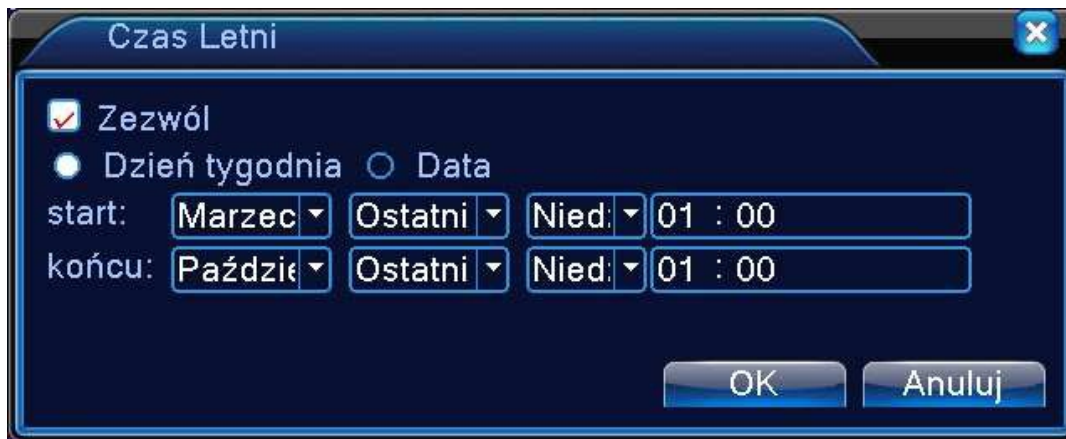 Czas Letni
Zezwól
Dzień tygodnia Data
start: Marzec Ostatni Nied: 01 : 00
końcu: Paździe Ostatni Nied: 01 : 00
OK Anuluj